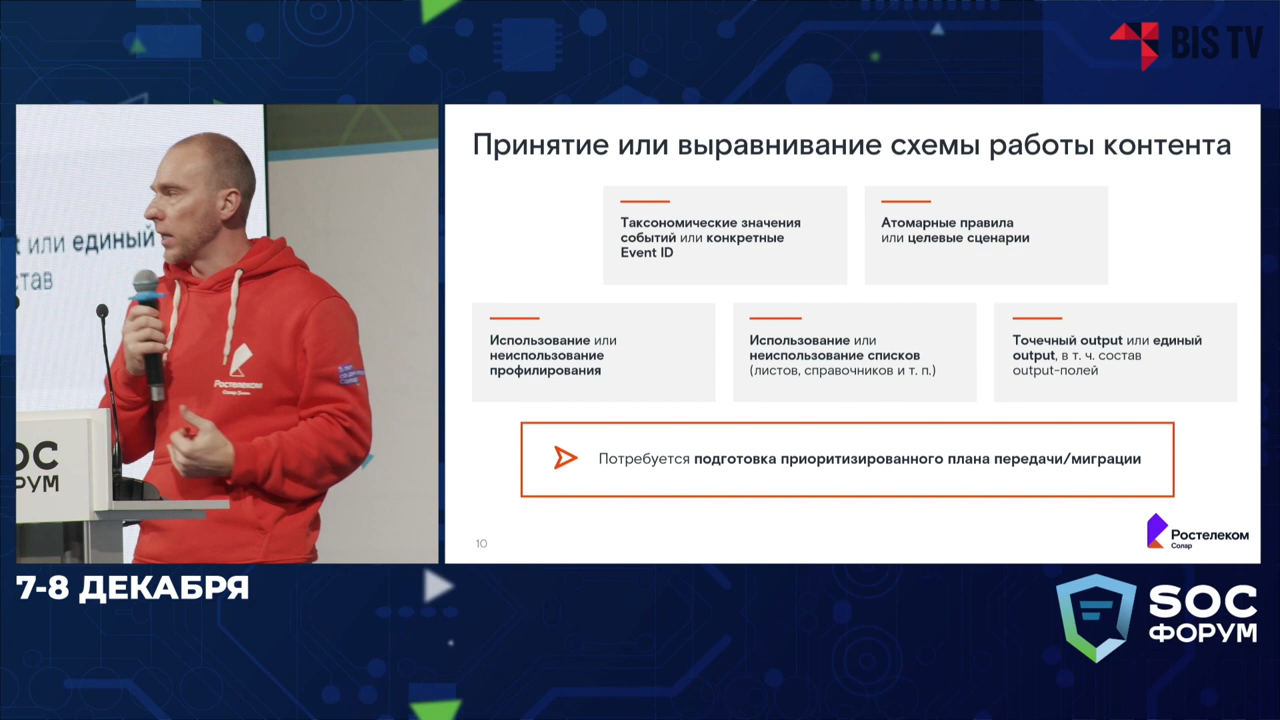 BIS TV
Принятие или выравнивание схемы работы контента
Таксономические значения
событий или конкретные
Event ID
Атомарные правила
или целевые сценарии
Использование или
неиспользование
профилирования
Использование или
неиспользование списков
(листов, справочников и т. п.)
Точечный output или единый
output, в т. ч. состав
output-полей
Потребуется подготовка приоритизированного плана передачи/миграции
10
Ростелеком
Солар
или единый
став
Ростелеком
ОС
РУМ
7-8 ДЕКАБРЯ
SOC
ФОРУМ